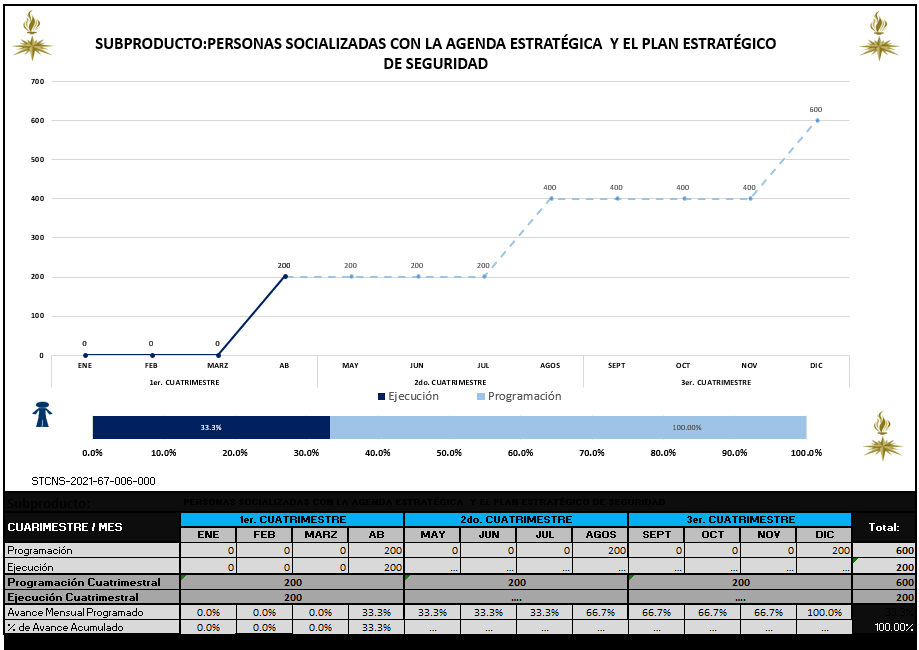 SUBPRODUCTO:PERSONAS SOCIALIZADAS CON LA AGENDA ESTRATÉGICA Y EL PLAN ESTRATÉGICO
DE SEGURIDAD
700
600
500
400
300
200
100
0
0 0 0 200 200 200 200 400 400 400 400 600
ENE FEB MARZ AB MAY JUN JUL AGOS SEPT OCT NOV DIC
1er. CUATRIMESTRE 2do. CUATRIMESTRE 3er. CUATRIMESTRE
Ejecución Programación
33.3% 100.00%
0.0% 10.0% 20.0% 30.0% 40.0% 50.0% 60.0% 70.0% 80.0% 90.0% 100.0%
STCNS-2021-67-006-000
Subproducto: PERSONAS SOCIALIZADAS CON LA AGENDA ESTRATÉGICA Y EL PLAN ESTRATÉGICO DE SEGURIDAD
CUARIMESTRE / MES 1er. CUATRIMESTRE 2do. CUATRIMESTRE 3er. CUATRIMESTRE Total:
ENE FEB MARZ AB MAY JUN JUL AGOS SEPT OCT NOV DIC
Programación 0 0 0 200 0 0 0 200 0 0 0 200 600
Ejecución 0 0 0 200 ... ... ... ... ... ... ... ... 200
Programación Cuatrimestral 200 200 200 600
Ejecución Cuatrimestral 200 .... .... 200
Avance Mensual Programado 0.0% 0.0% 0.0% 33.3% 33.3% 33.3% 33.3% 66.7% 66.7% 66.7% 66.7% 100.0% 33.3%
% de Avance Acumulado 0.0% 0.0% 0.0% 33.3% ... ... ... ... ... ... ... ... 100.00%